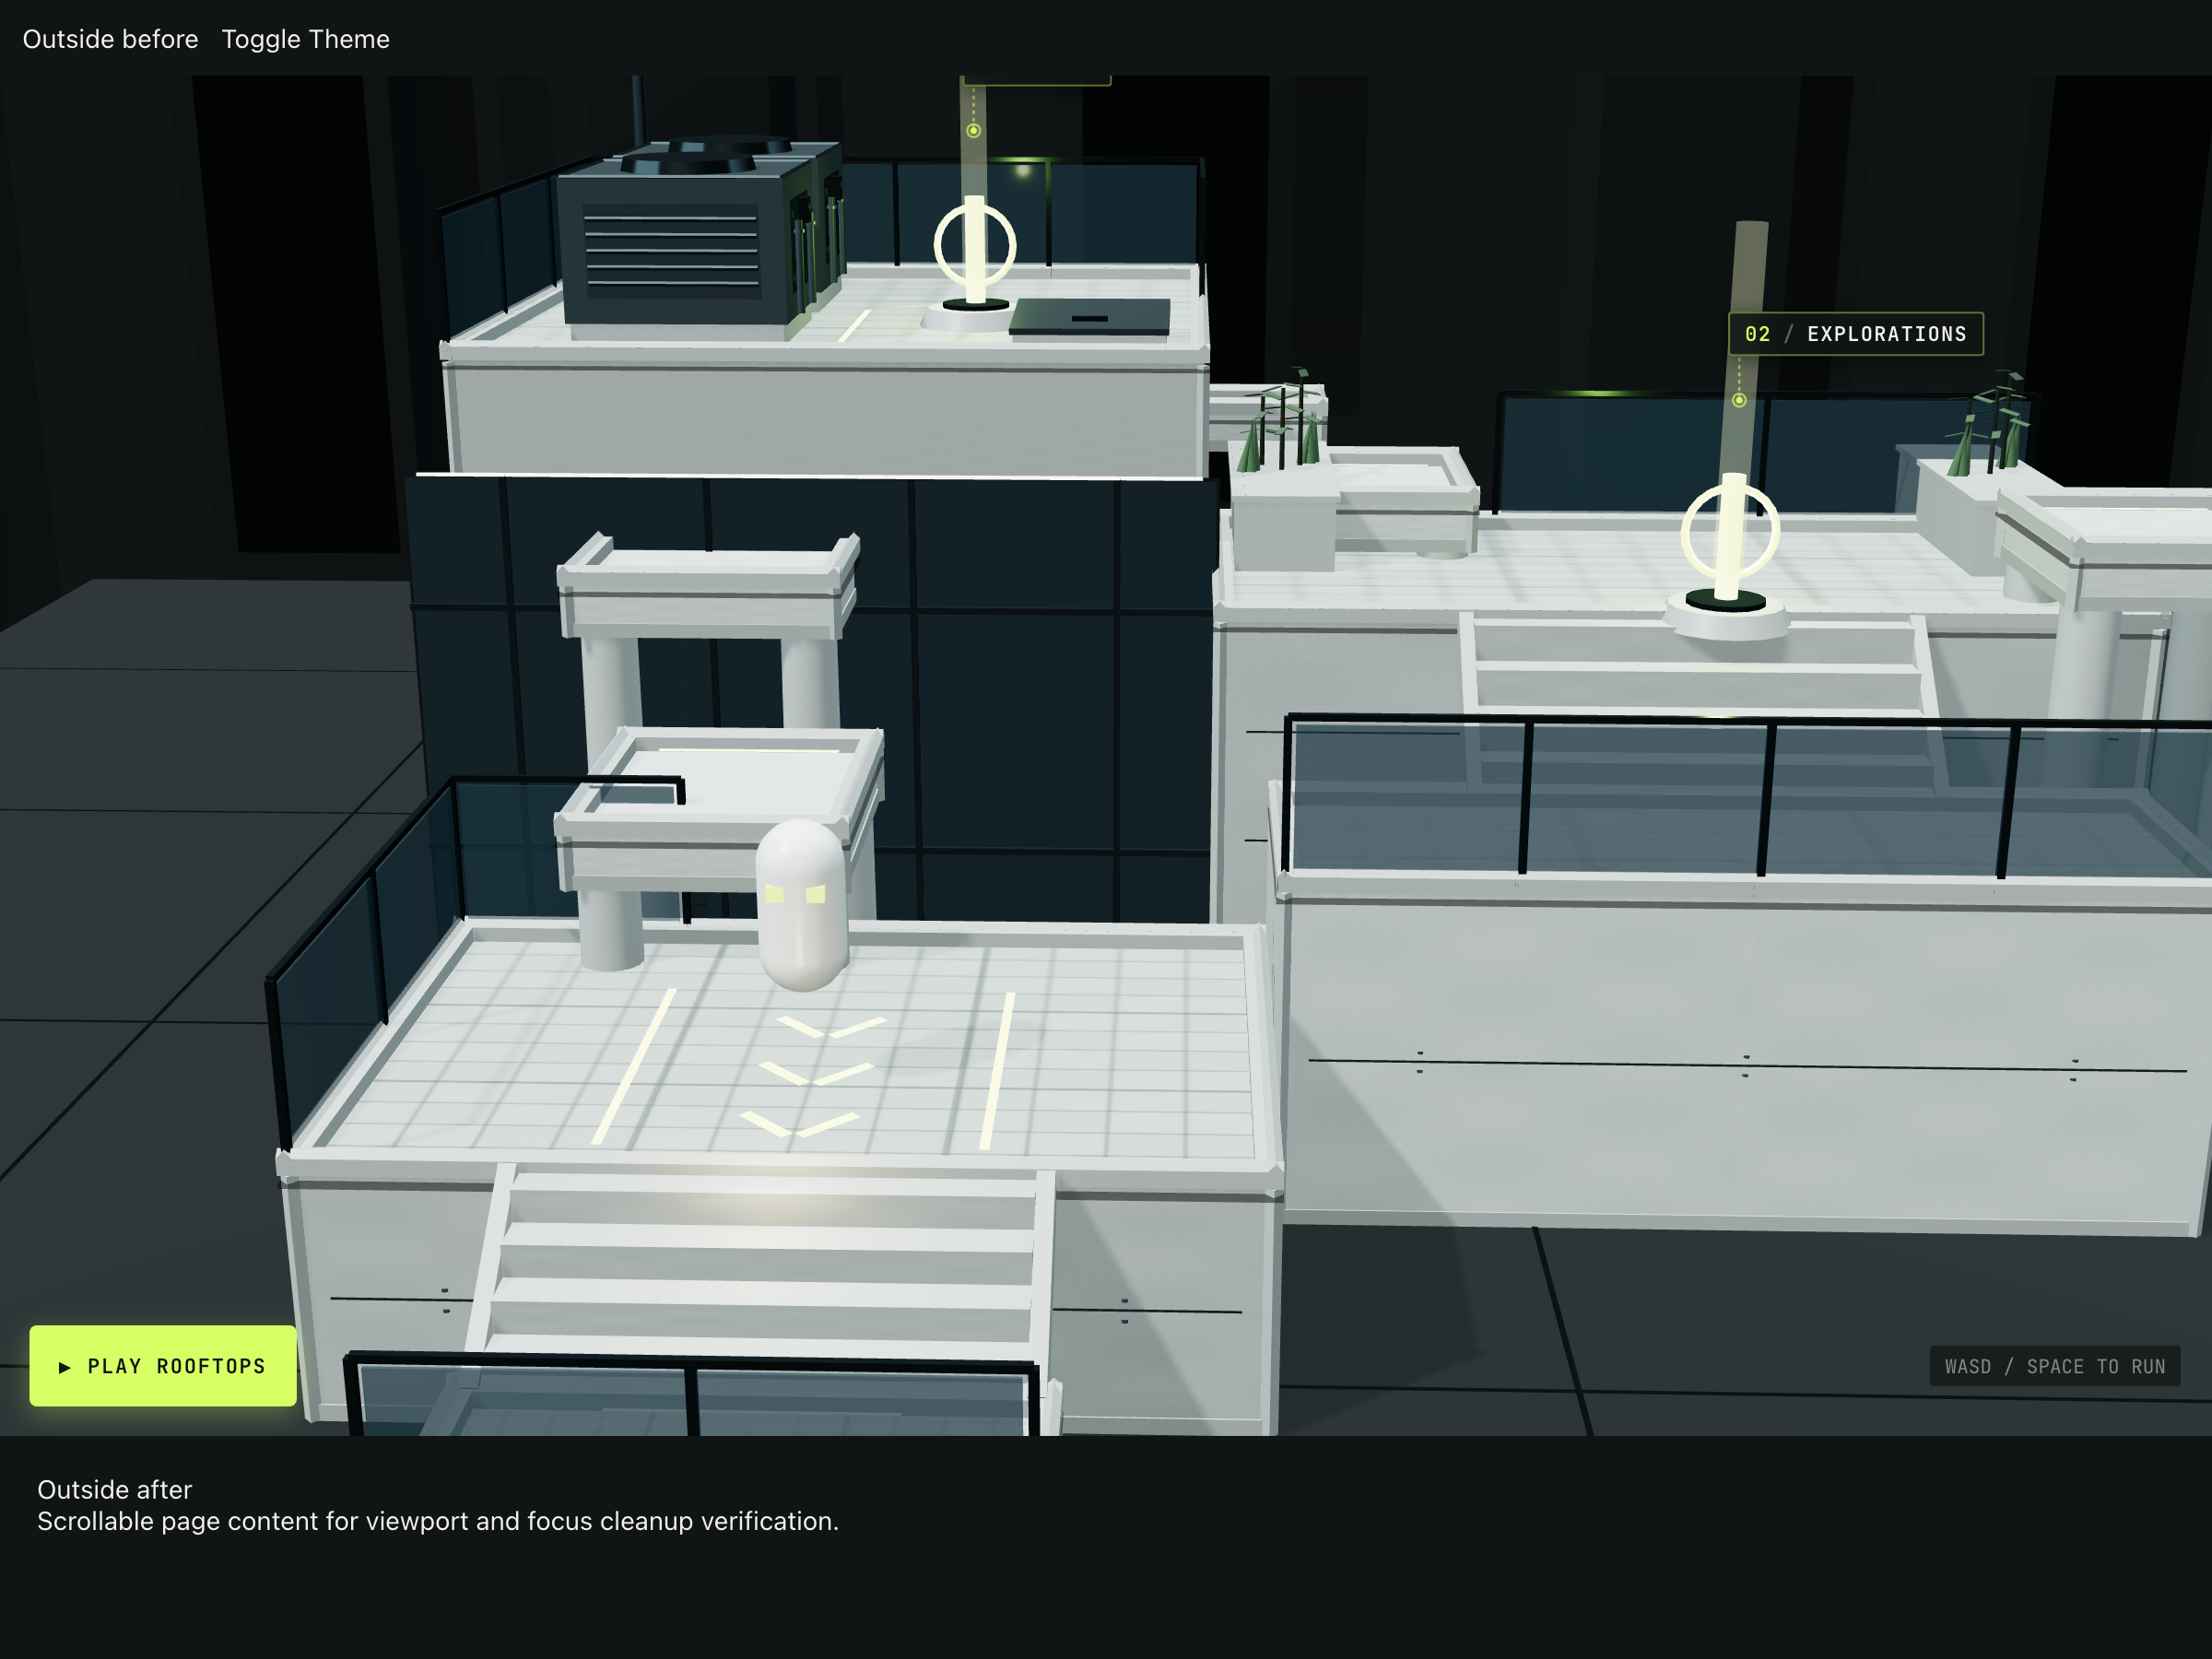 Outside before Toggle Theme
02 / EXPLORATIONS
▶ PLAY ROOFTOPS
WASD / SPACE TO RUN
Outside after
Scrollable page content for viewport and focus cleanup verification.